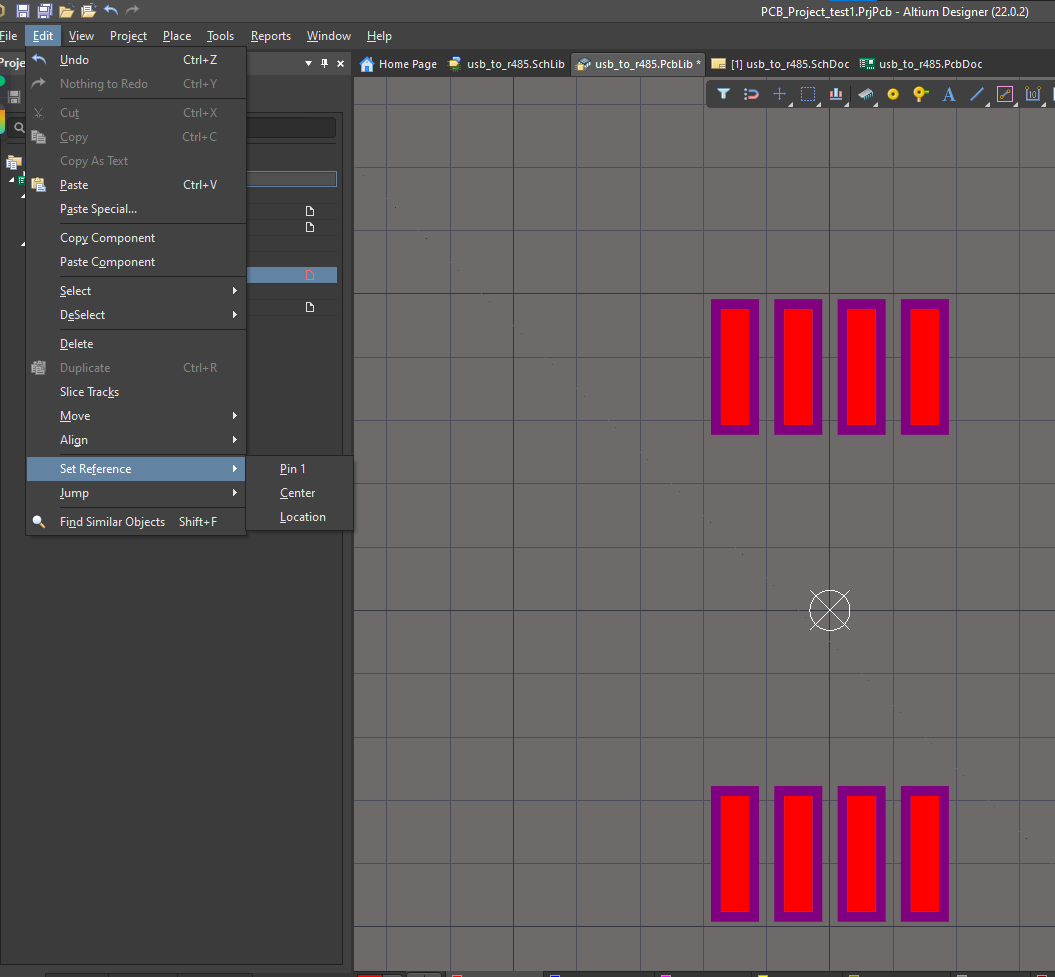 PCB_Project_test1.PrjPcb - Altium Designer (22.0.2)
File Edit View Project Place Tools Reports Window Help
Home Page usb_to_r485.SchLib usb_to_r485.PcbLib * [1] usb_to_r485.SchDoc usb_to_r485.PcbDoc
Proje
Undo Ctrl+Z
Nothing to Redo Ctrl+Y
Cut Ctrl+X
Copy Ctrl+C
Copy As Text
Paste Ctrl+V
Paste Special...
Copy Component
Paste Component
Select
DeSelect
Delete
Duplicate Ctrl+R
Slice Tracks
Move
Align
Set Reference
Pin 1
Jump
Center
Location
Find Similar Objects Shift+F